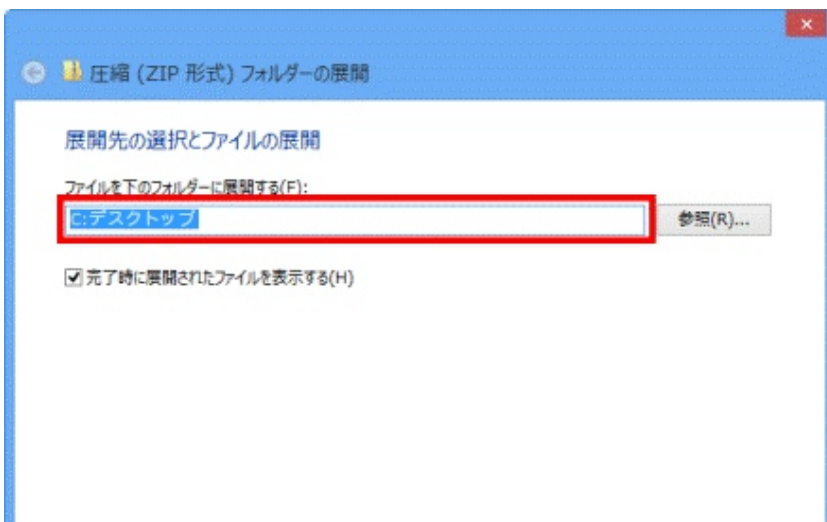 圧縮 (ZIP 形式) フォルダーの展開
展開先の選択とファイルの展開
ファイルを下のフォルダーに展開する(F):
C:デスクトップ
参照(R)...
完了時に展開されたファイルを表示する(H)